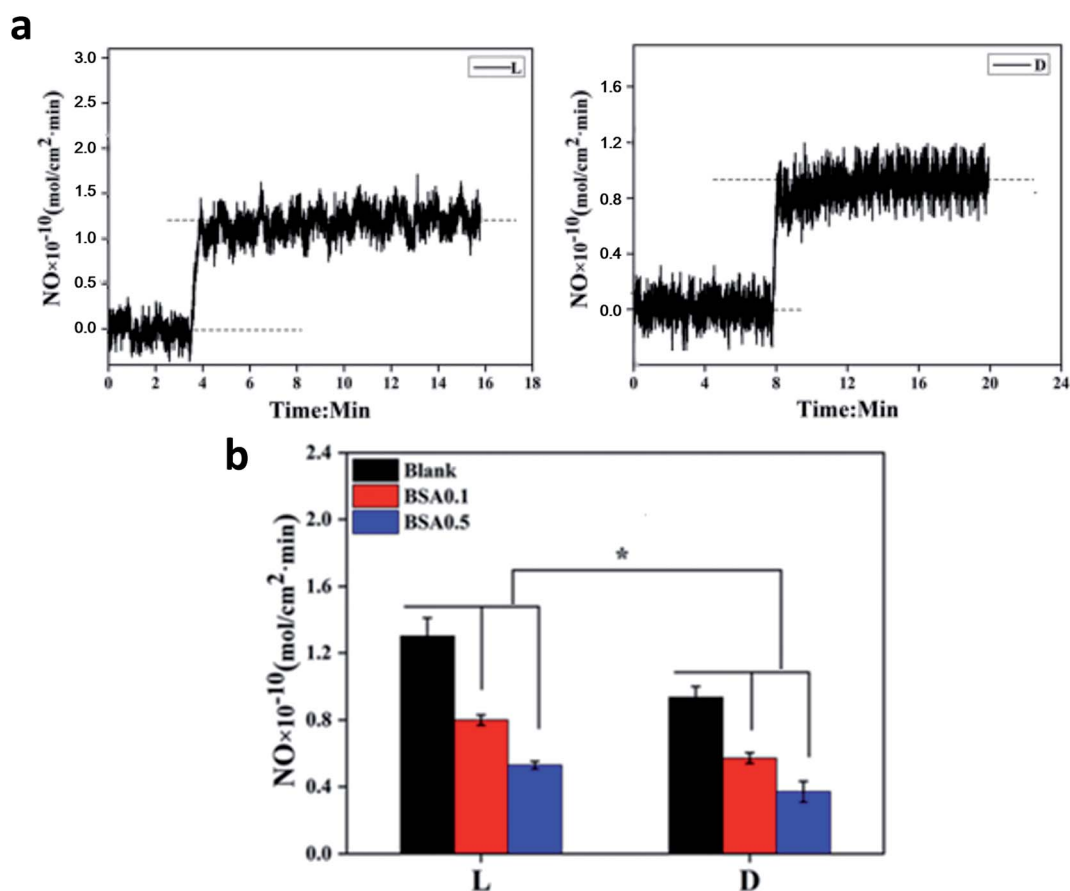 a
NO×10⁻¹⁰(mol/cm²·min)
3.0
2.5
2.0
1.5
1.0
0.5
0.0
L
0 2 4 6 8 10 12 14 16 18
Time:Min
NO×10⁻¹⁰(mol/cm²·min)
1.6
1.2
0.8
0.4
0.0
D
0 4 8 12 16 20 24
Time:Min
b
NO×10⁻¹⁰(mol/cm²·min)
2.4
2.0
1.6
1.2
0.8
0.4
0.0
Blank
BSA0.1
BSA0.5
*
L D